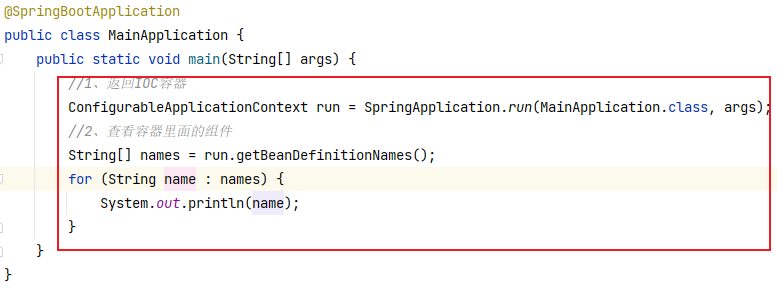 @SpringBootApplication
public class MainApplication {
    public static void main(String[] args) {
        //1、返回IOC容器
        ConfigurableApplicationContext run = SpringApplication.run(MainApplication.class, args);
        //2、查看容器里面的组件
        String[] names = run.getBeanDefinitionNames();
        for (String name : names) {
            System.out.println(name);
        }
    }
}